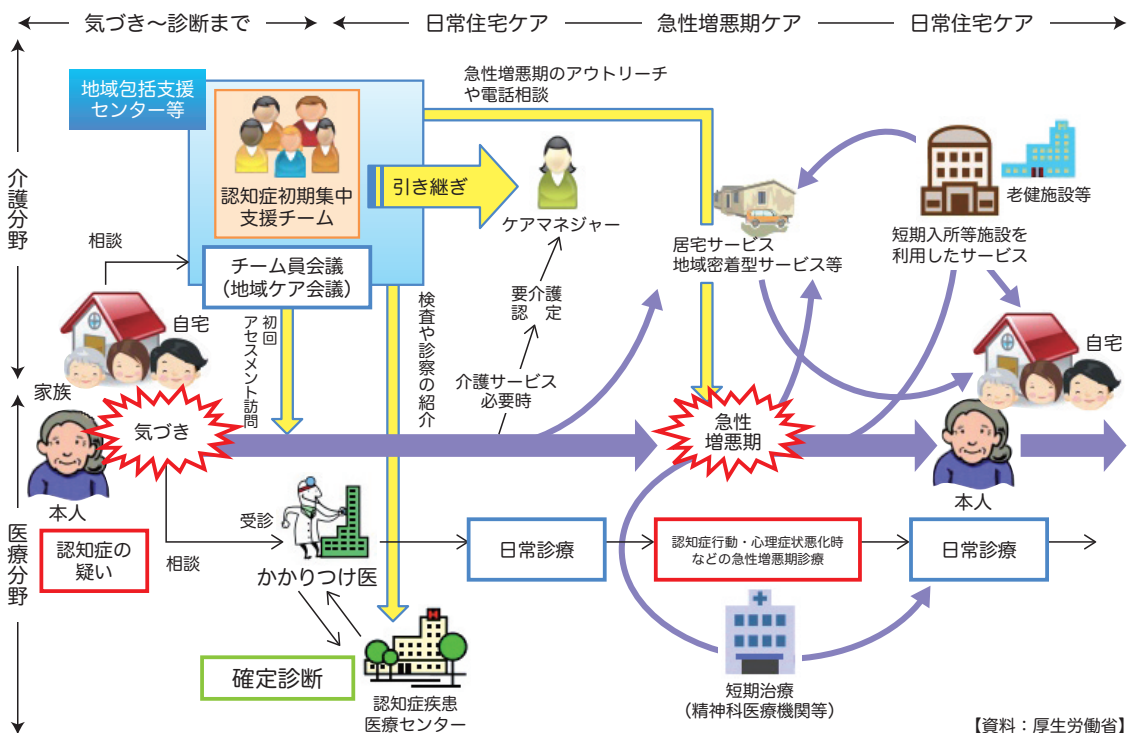 気づき～診断まで
日常住宅ケア
急性増悪期ケア
日常住宅ケア
介護分野
医療分野
地域包括支援
センター等
認知症初期集中
支援チーム
チーム員会議
（地域ケア会議）
急性増悪期のアウトリーチ
や電話相談
引き継ぎ
ケアマネジャー
居宅サービス
地域密着型サービス等
老健施設等
短期入所等施設を
利用したサービス
相談
自宅
家族
初回
アセスメント訪問
検査や診察の紹介
要介護
認　定
介護サービス
必要時
自宅
気づき
急性
増悪期
本人
本人
認知症の
疑い
相談
受診
かかりつけ医
日常診療
認知症行動・心理症状悪化時
などの急性増悪期診療
日常診療
確定診断
H
認知症疾患
医療センター
短期治療
（精神科医療機関等）
【資料：厚生労働省】